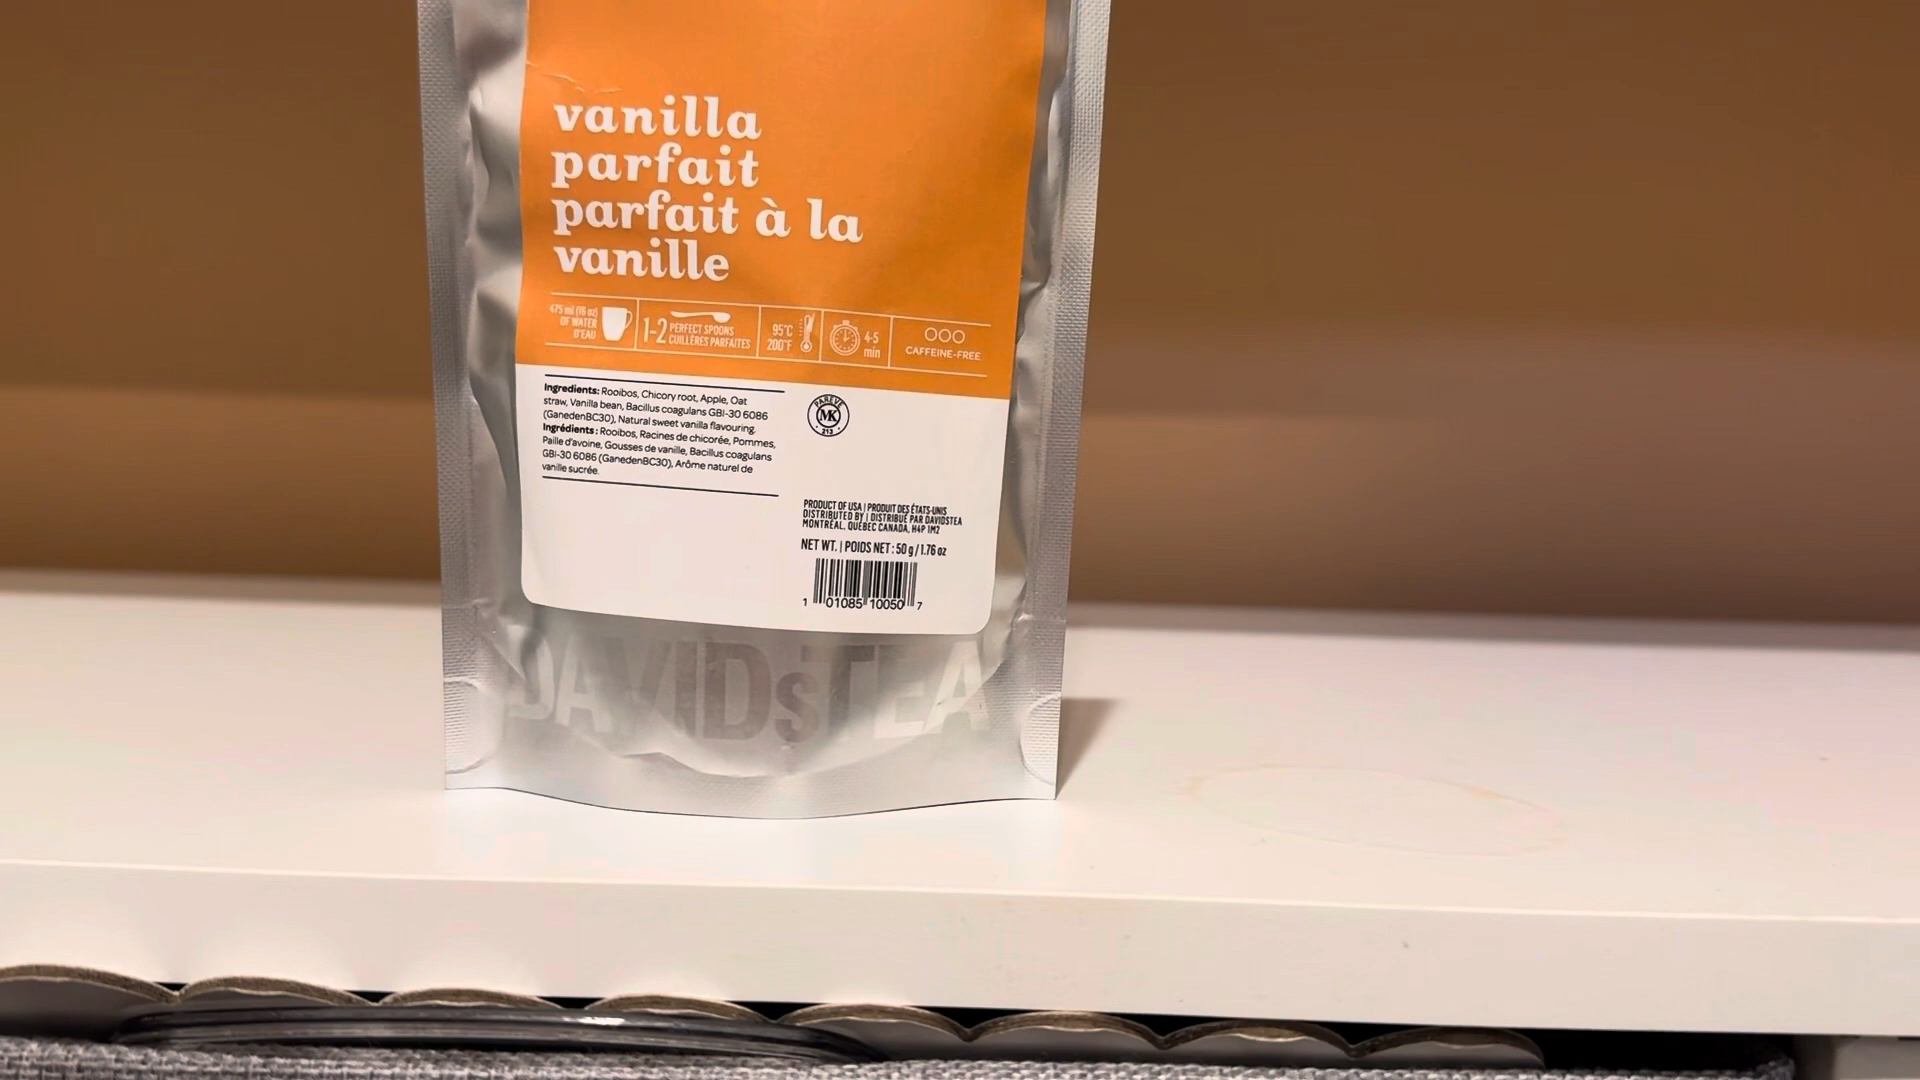 vanilla
parfait
parfait à la
vanille
475 ml (16 oz)
OF WATER
D'EAU
1-2 PERFECT SPOONS
CUILLÈRES PARFAITES
95°C
200°F
4-5
min
CAFFEINE-FREE
Ingredients: Rooibos, Chicory root, Apple, Oat
straw, Vanilla bean, Bacillus coagulans GBI-30 6086
(GanedenBC30), Natural sweet vanilla flavouring.
Ingrédients : Rooibos, Racines de chicorée, Pommes,
Paille d'avoine, Gousses de vanille, Bacillus coagulans
GBI-30 6086 (GanedenBC30), Arôme naturel de
vanille sucrée.
PAREVE
MK
213
PRODUCT OF USA | PRODUIT DES ÉTATS-UNIS
DISTRIBUTED BY | DISTRIBUÉ PAR DAVIDSTEA
MONTRÉAL, QUÉBEC CANADA, H4P 1M2
NET WT. | POIDS NET : 50 g / 1.76 oz
1 01085 10050 7
DAVIDsTEA